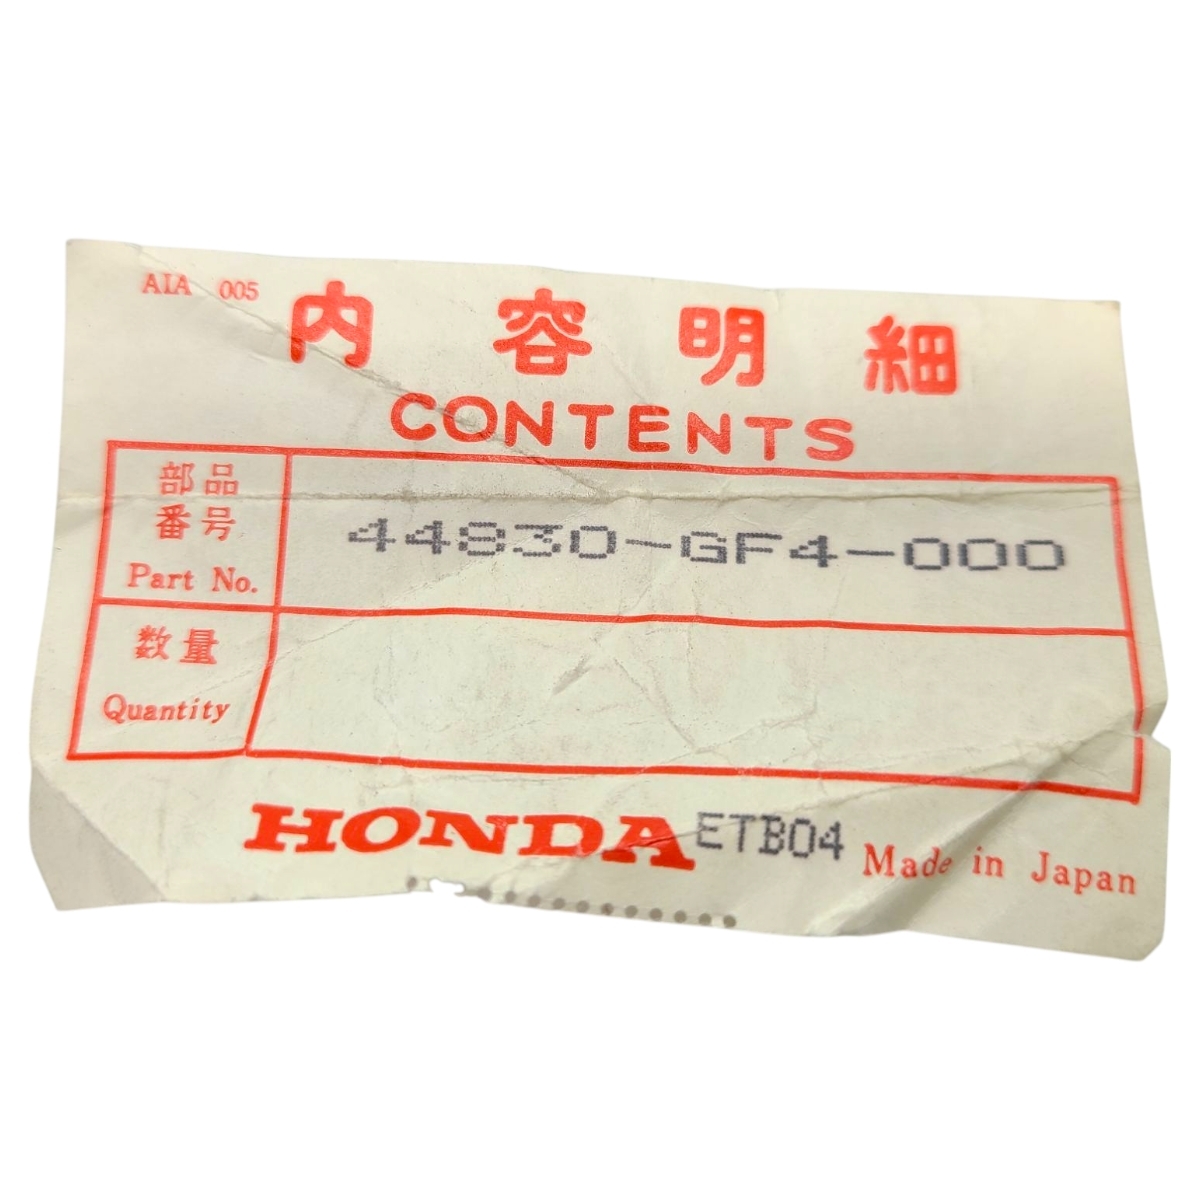 AIA 005
内容明細
CONTENTS
部品
番号
Part No.
44830-GF4-000
数量
Quantity
HONDA ETB04 Made in Japan